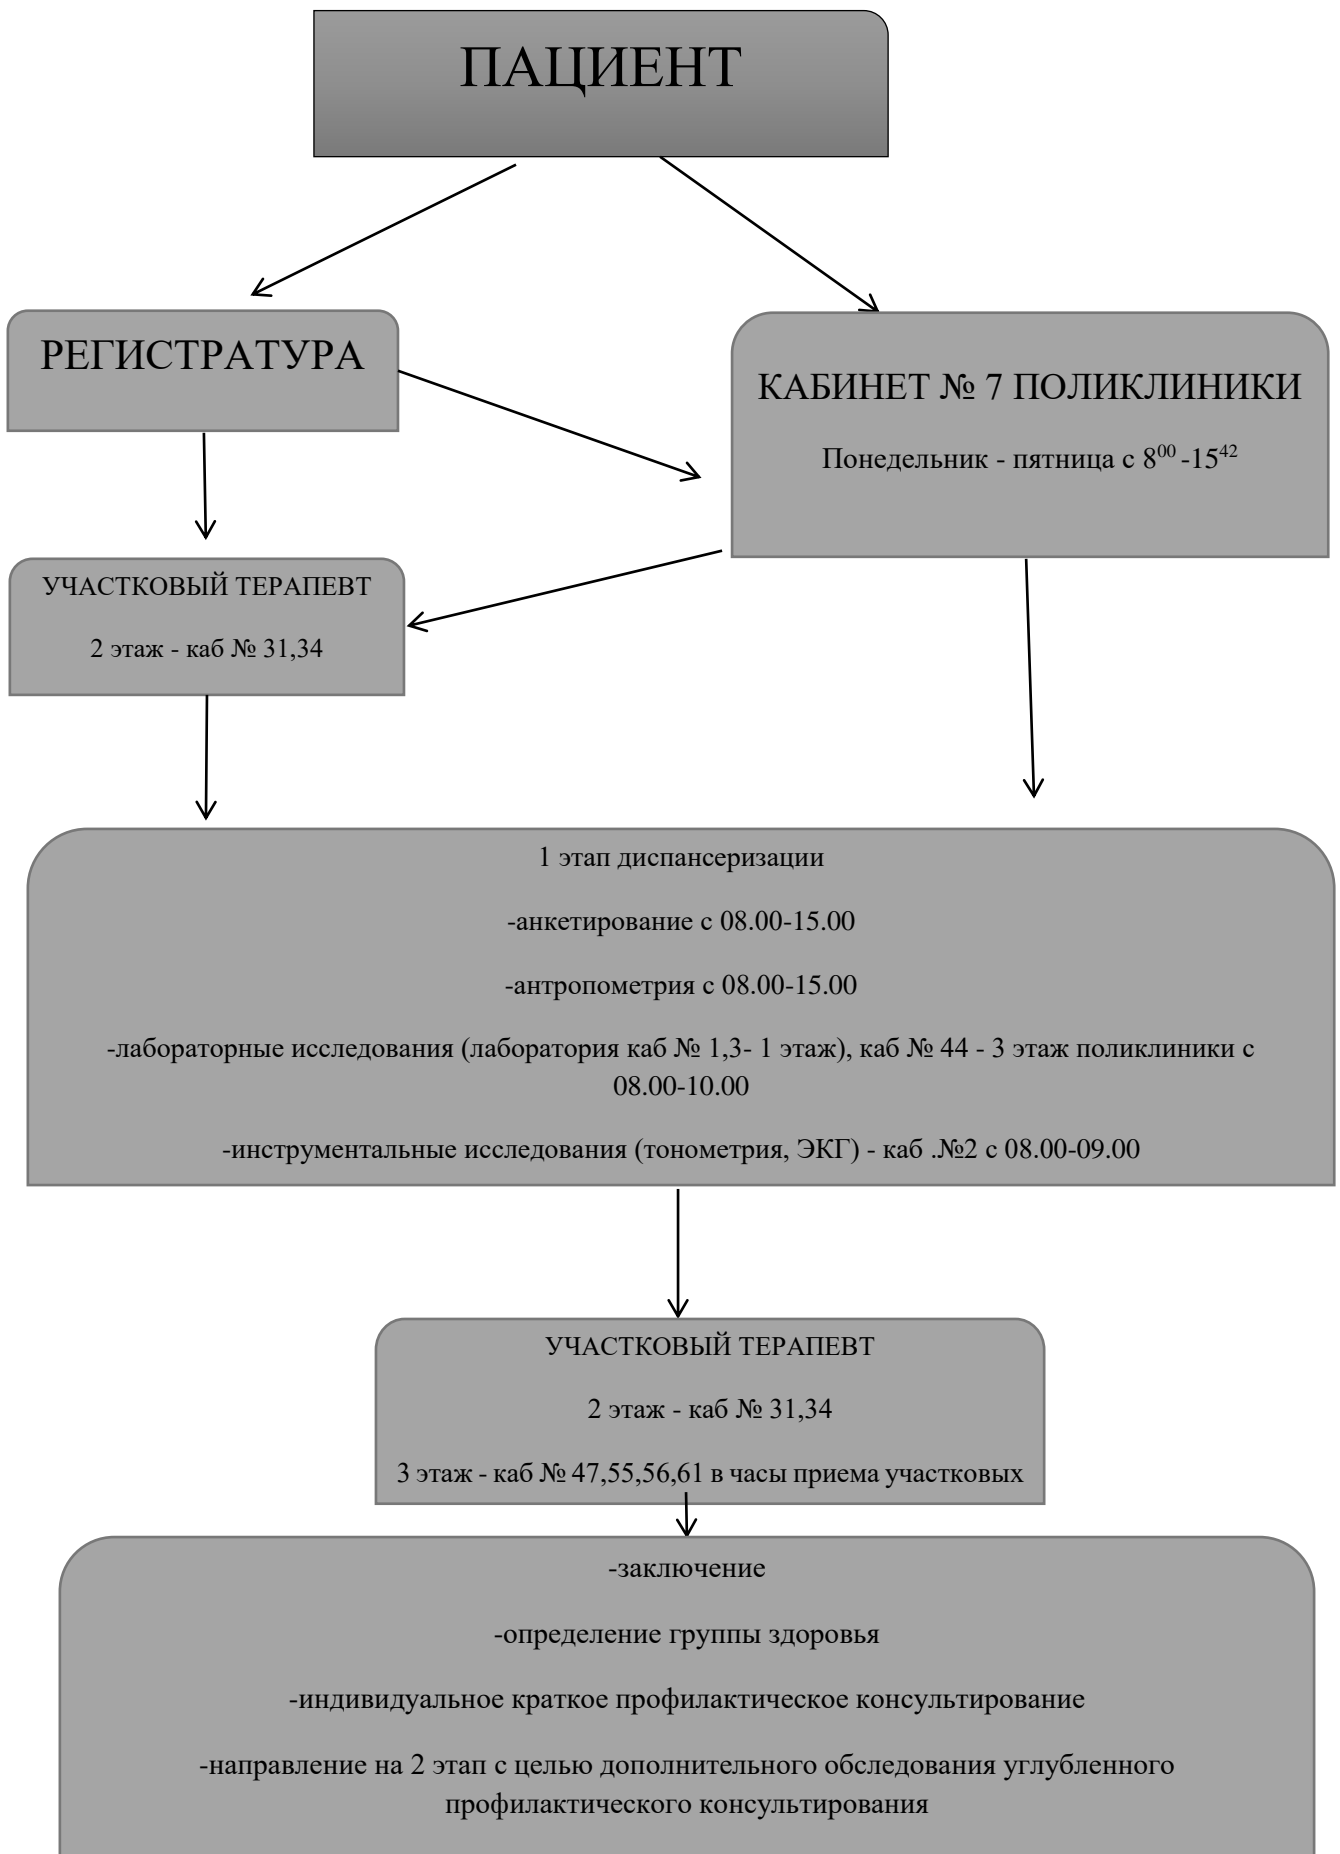 ПАЦИЕНТ
РЕГИСТРАТУРА
КАБИНЕТ № 7 ПОЛИКЛИНИКИ
Понедельник - пятница с 8⁰⁰ -15⁴²
УЧАСТКОВЫЙ ТЕРАПЕВТ
2 этаж - каб № 31,34
1 этап диспансеризации
-анкетирование с 08.00-15.00
-антропометрия с 08.00-15.00
-лабораторные исследования (лаборатория каб № 1,3- 1 этаж), каб № 44 - 3 этаж поликлиники с
08.00-10.00
-инструментальные исследования (тонометрия, ЭКГ) - каб .№2 с 08.00-09.00
УЧАСТКОВЫЙ ТЕРАПЕВТ
2 этаж - каб № 31,34
3 этаж - каб № 47,55,56,61 в часы приема участковых
-заключение
-определение группы здоровья
-индивидуальное краткое профилактическое консультирование
-направление на 2 этап с целью дополнительного обследования углубленного
профилактического консультирования